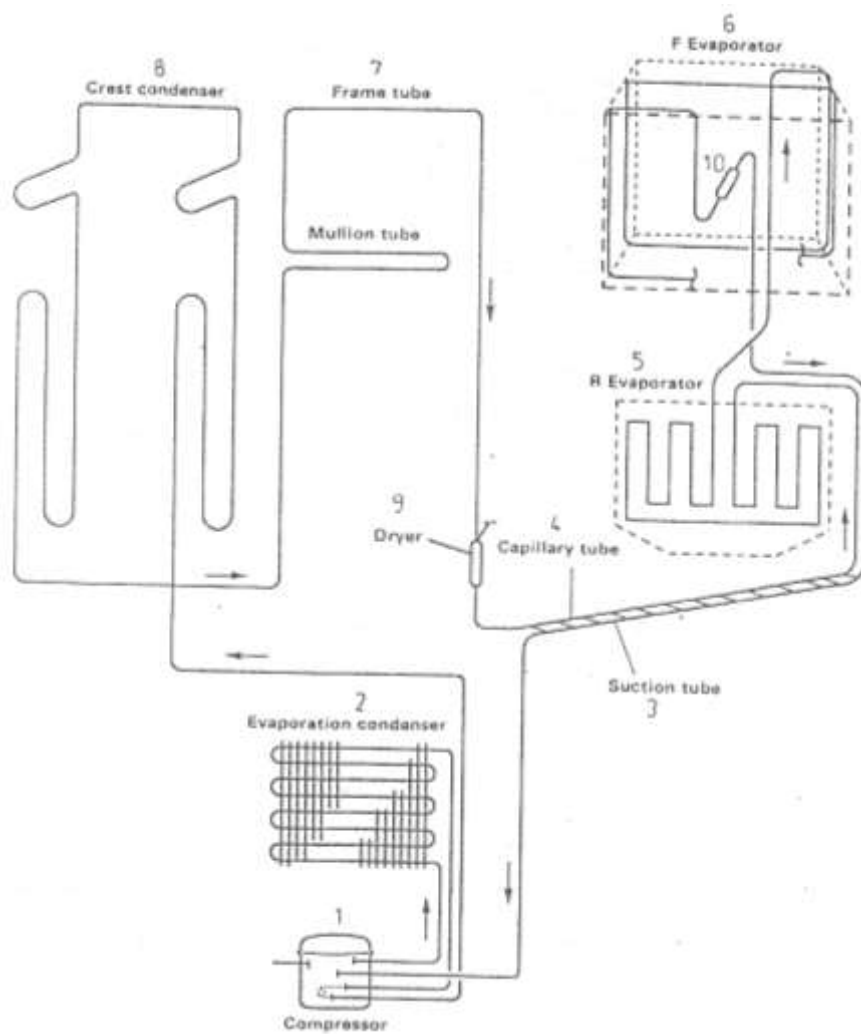 6
F Evaporator
8
Crest condenser
7
Frame tube
10
Mullion tube
5
R Evaporator
9
Dryer
4
Capillary tube
Suction tube
3
2
Evaporation condanser
1
Compressor